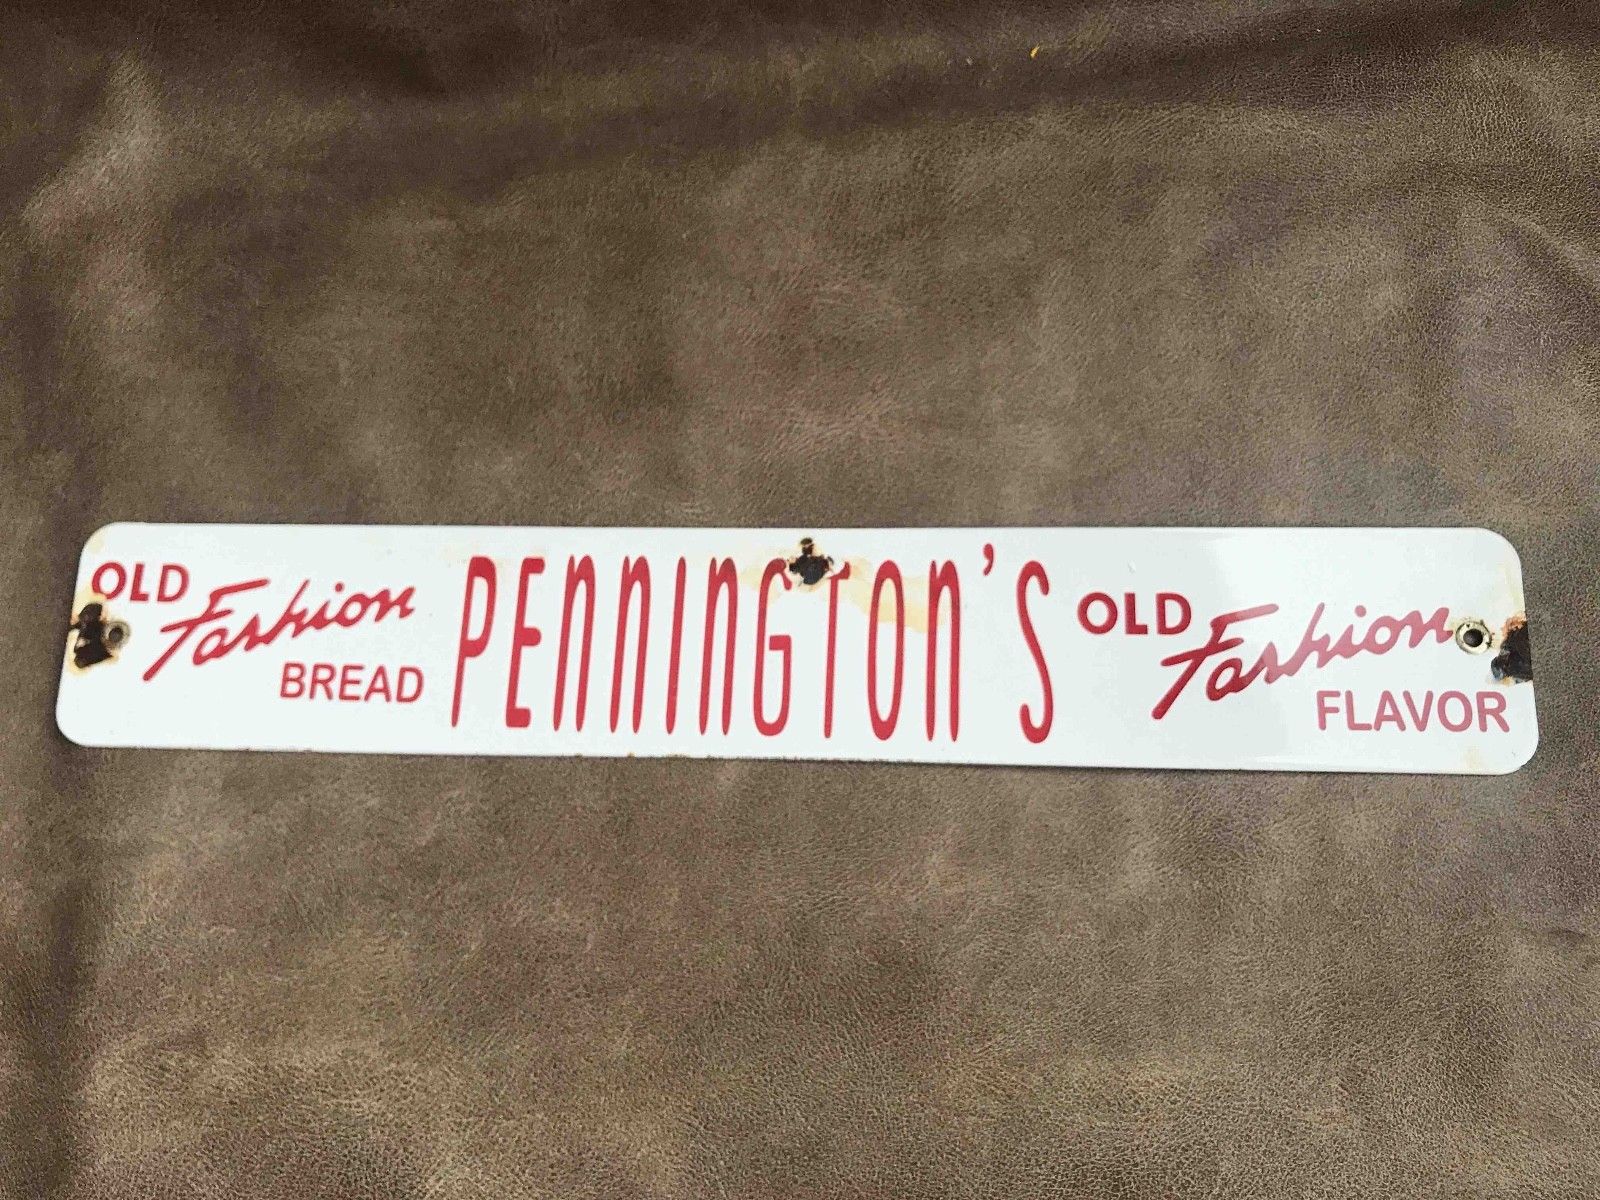 OLD
Fashion
BREAD
PENNINGTON'S
OLD
Fashion
FLAVOR